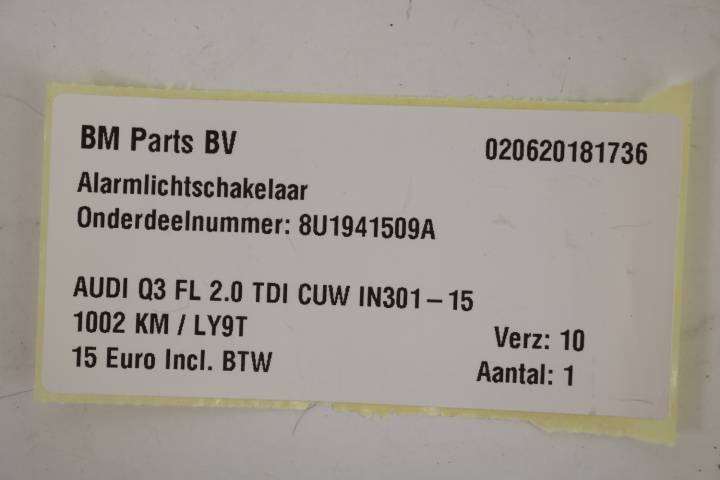 BM Parts BV 020620181736
Alarmlichtschakelaar
Onderdeelnummer: 8U1941509A
AUDI Q3 FL 2.0 TDI CUW IN301 – 15
1002 KM / LY9T Verz: 10
15 Euro Incl. BTW Aantal: 1